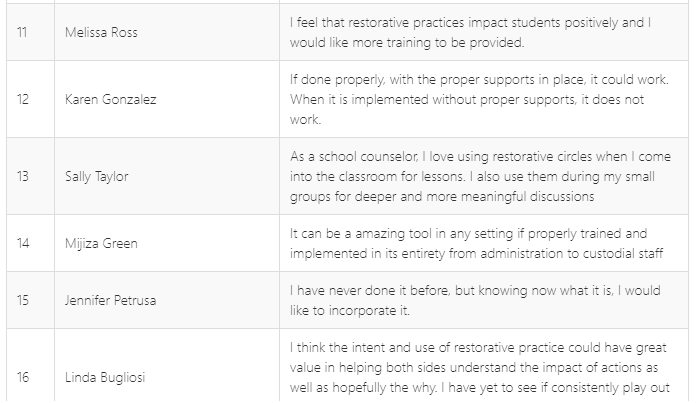 11 Melissa Ross I feel that restorative practices impact students positively and I
would like more training to be provided.
12 Karen Gonzalez If done properly, with the proper supports in place, it could work.
When it is implemented without proper supports, it does not
work.
13 Sally Taylor As a school counselor, I love using restorative circles when I come
into the classroom for lessons. I also use them during my small
groups for deeper and more meaningful discussions
14 Mijiza Green It can be a amazing tool in any setting if properly trained and
implemented in its entirety from administration to custodial staff
15 Jennifer Petrusa I have never done it before, but knowing now what it is, I would
like to incorporate it.
16 Linda Bugliosi I think the intent and use of restorative practice could have great
value in helping both sides understand the impact of actions as
well as hopefully the why. I have yet to see if consistently play out